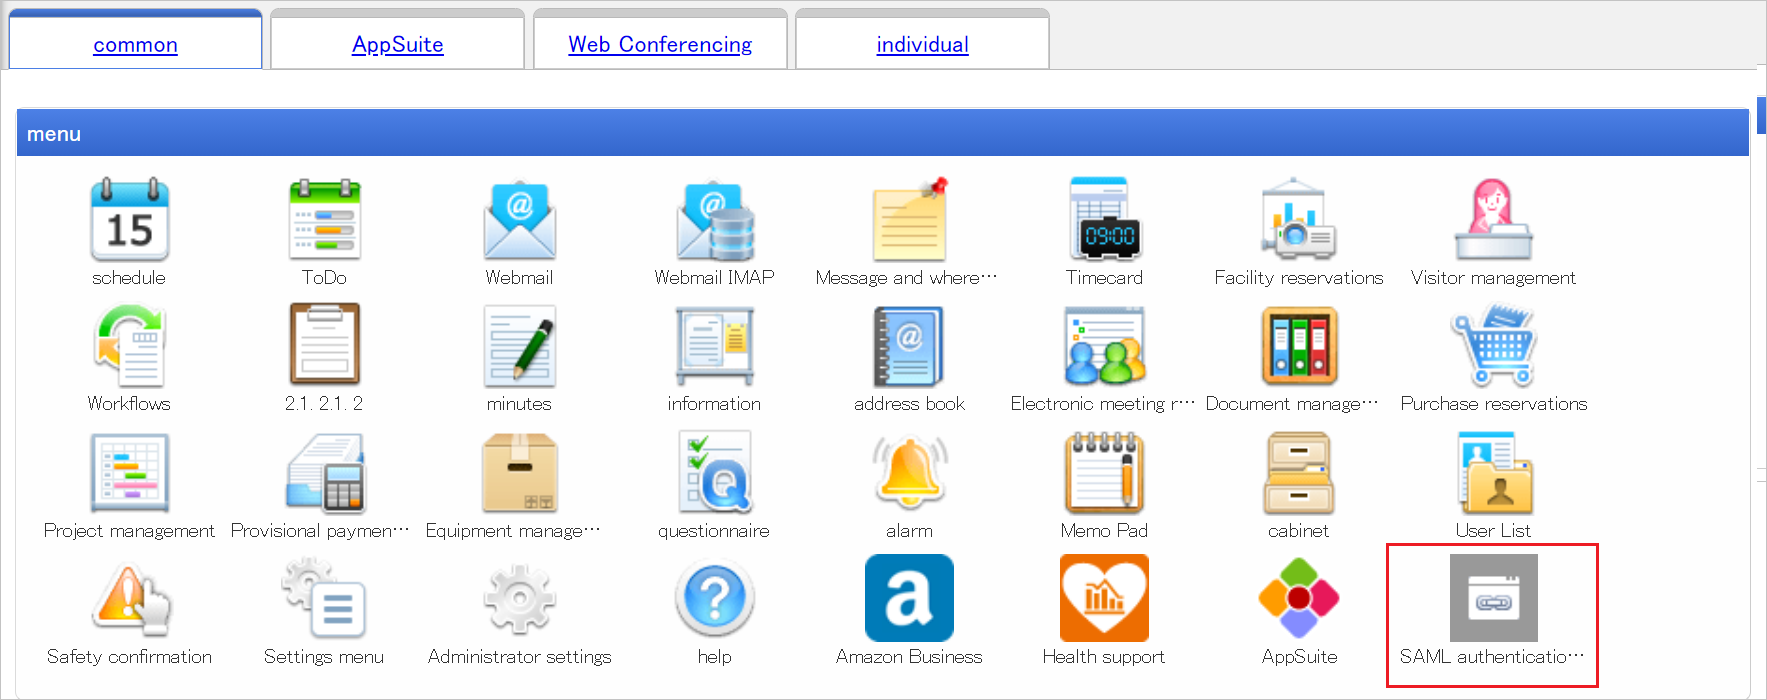 common AppSuite Web Conferencing individual
menu
15 @ @ 09:00
schedule ToDo Webmail Webmail IMAP Message and where… Timecard Facility reservations Visitor management
@
Workflows 2.1. 2.1. 2 minutes information address book Electronic meeting r… Document manage… Purchase reservations
Q
Project management Provisional paymen… Equipment manage… questionnaire alarm Memo Pad cabinet User List
? a
Safety confirmation Settings menu Administrator settings help Amazon Business Health support AppSuite SAML authenticatio…